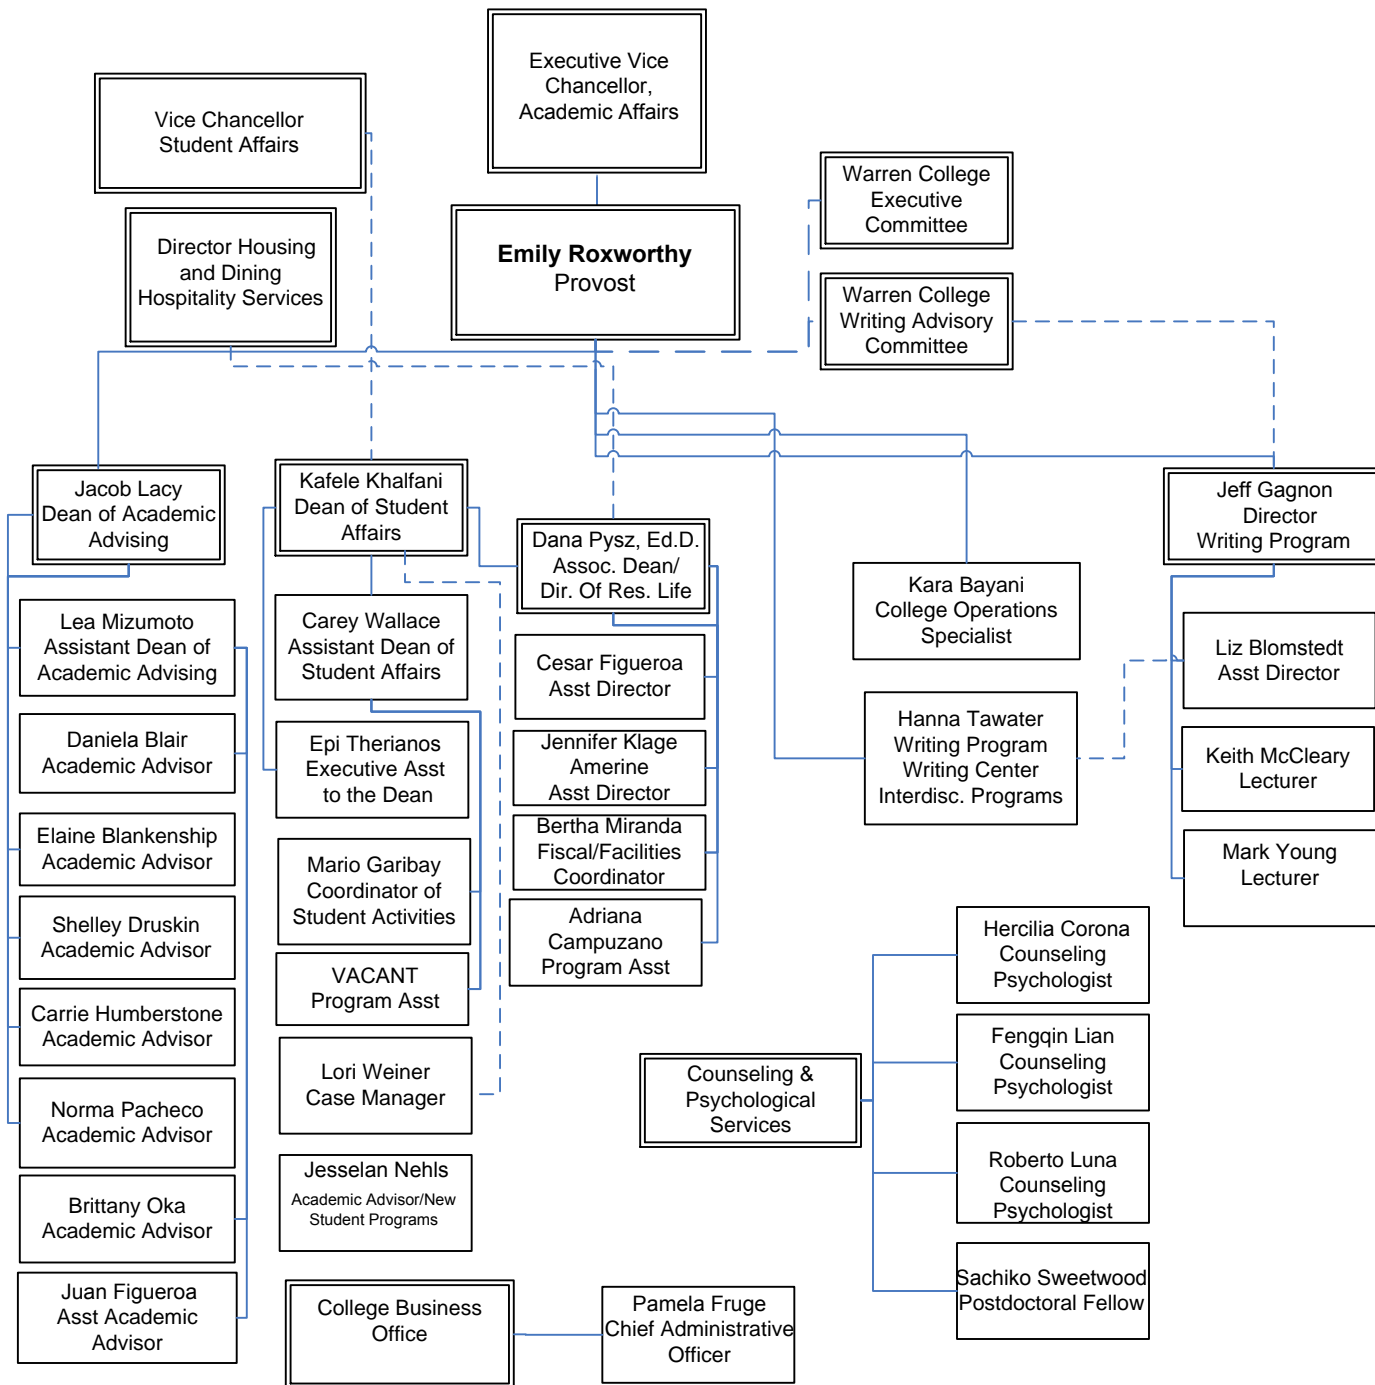 Executive Vice
Chancellor,
Academic Affairs
Vice Chancellor
Student Affairs
Warren College
Executive
Committee
Director Housing
and Dining
Hospitality Services
Emily Roxworthy
Provost
Warren College
Writing Advisory
Committee
Jacob Lacy
Dean of Academic
Advising
Kafele Khalfani
Dean of Student
Affairs
Dana Pysz, Ed.D.
Assoc. Dean/
Dir. Of Res. Life
Jeff Gagnon
Director
Writing Program
Kara Bayani
College Operations
Specialist
Lea Mizumoto
Assistant Dean of
Academic Advising
Carey Wallace
Assistant Dean of
Student Affairs
Cesar Figueroa
Asst Director
Liz Blomstedt
Asst Director
Hanna Tawater
Writing Program
Writing Center
Interdisc. Programs
Daniela Blair
Academic Advisor
Epi Therianos
Executive Asst
to the Dean
Jennifer Klage
Amerine
Asst Director
Keith McCleary
Lecturer
Elaine Blankenship
Academic Advisor
Mario Garibay
Coordinator of
Student Activities
Bertha Miranda
Fiscal/Facilities
Coordinator
Mark Young
Lecturer
Shelley Druskin
Academic Advisor
VACANT
Program Asst
Adriana
Campuzano
Program Asst
Hercilia Corona
Counseling
Psychologist
Carrie Humberstone
Academic Advisor
Lori Weiner
Case Manager
Counseling &
Psychological
Services
Fengqin Lian
Counseling
Psychologist
Norma Pacheco
Academic Advisor
Jesselan Nehls
Academic Advisor/New
Student Programs
Roberto Luna
Counseling
Psychologist
Brittany Oka
Academic Advisor
Juan Figueroa
Asst Academic
Advisor
College Business
Office
Pamela Fruge
Chief Administrative
Officer
Sachiko Sweetwood
Postdoctoral Fellow